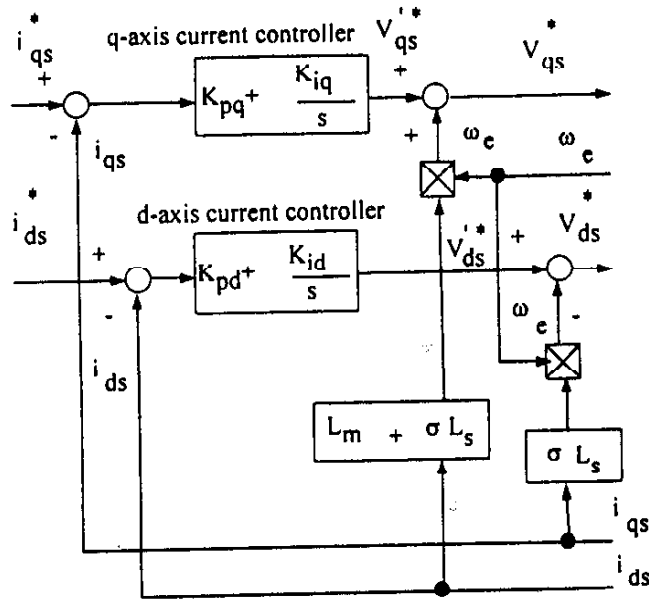 i*qs
q-axis current controller
V'*qs
V*qs
+
Kpq + Kiq/s
+
-
iqs
+
ωe
ωe
i*ds
d-axis current controller
V'*ds
V*ds
+
Kpd + Kid/s
+
-
ids
ωe
-
Lm + σ Ls
σ Ls
iqs
ids